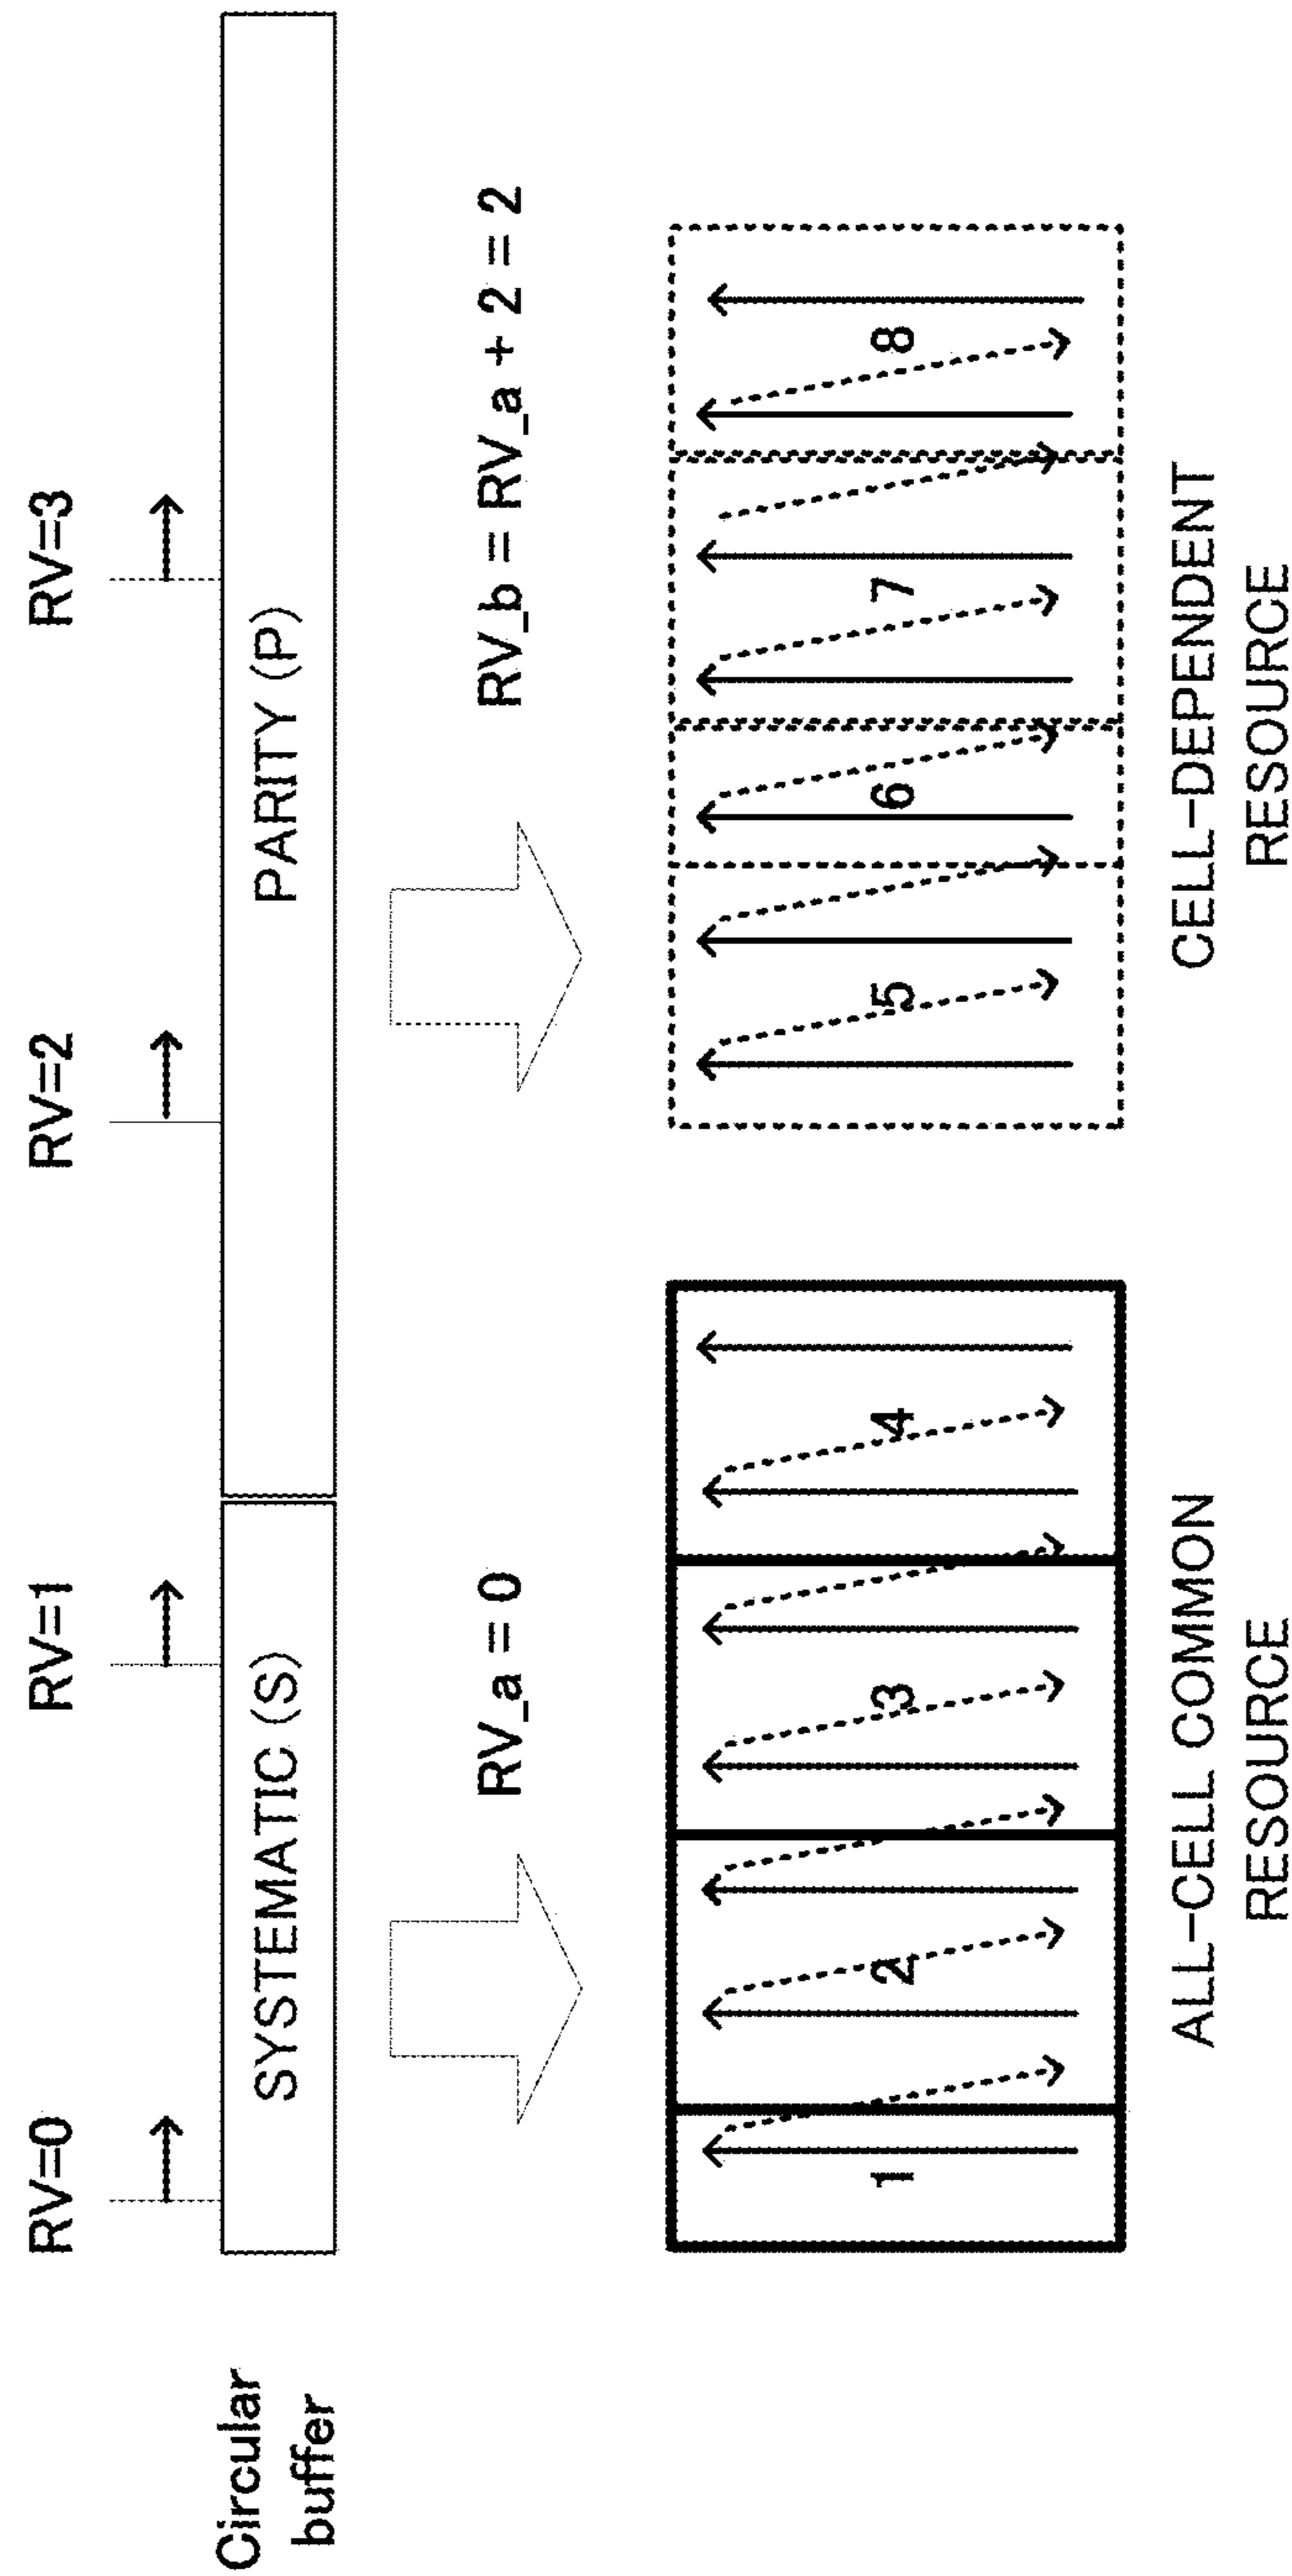 RV=0
RV=1
RV=2
RV=3
Circular
buffer
SYSTEMATIC (S)
PARITY (P)
RV_a = 0
RV_b = RV_a + 2 = 2
1
2
3
4
5
6
7
8
ALL-CELL COMMON
RESOURCE
CELL-DEPENDENT
RESOURCE